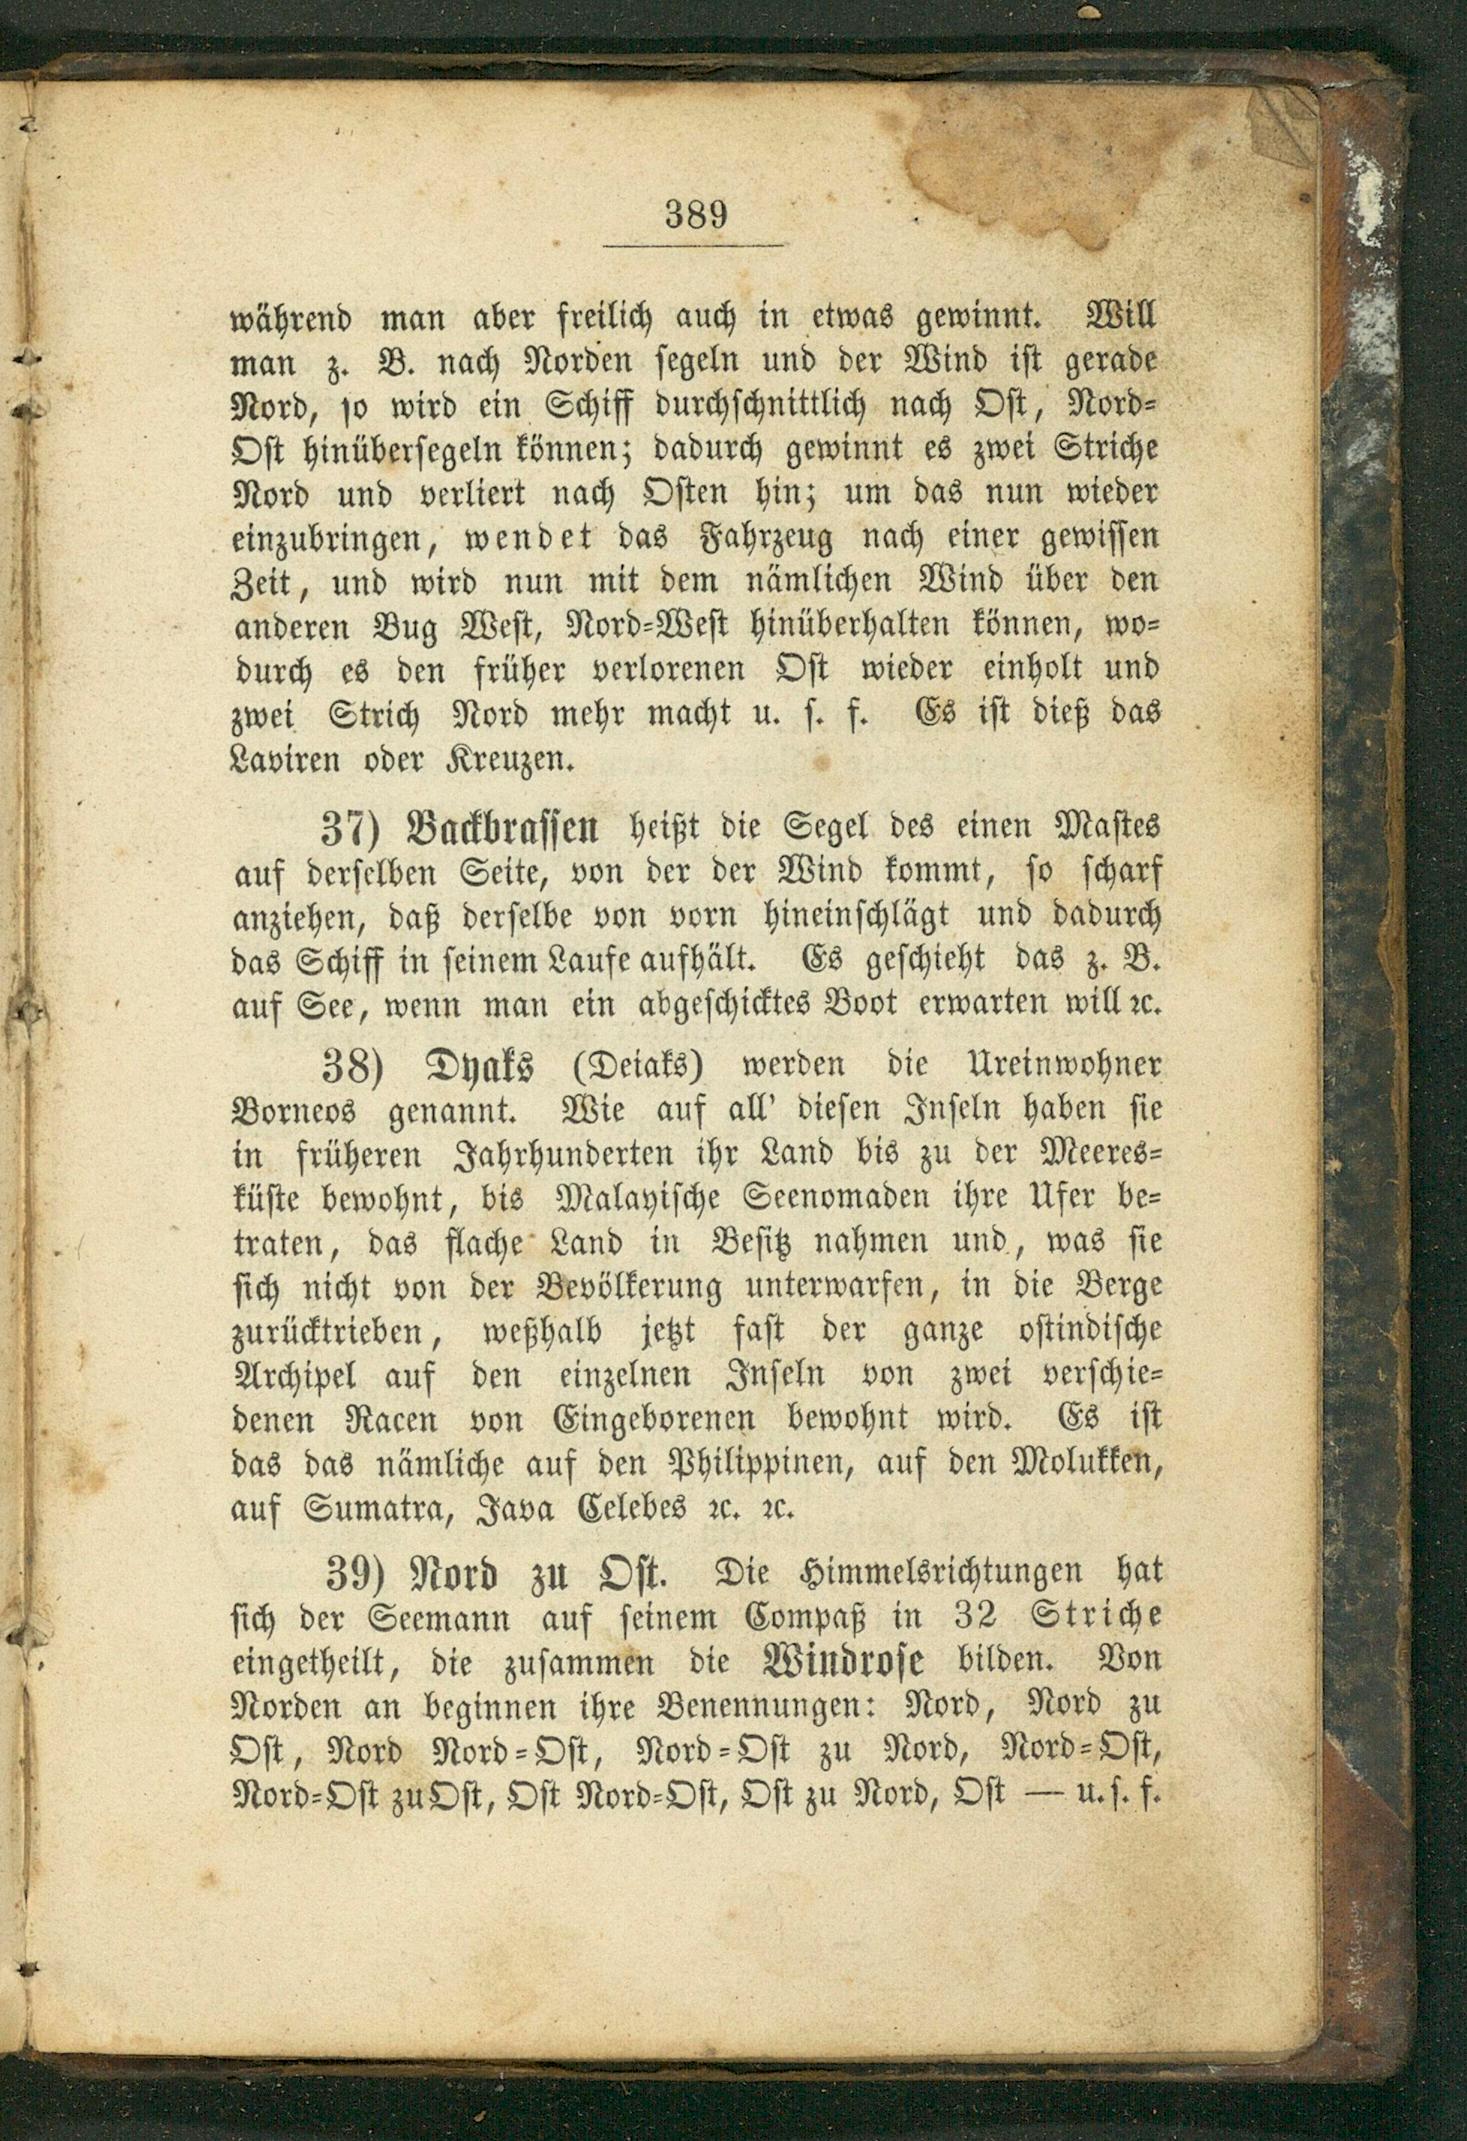 389
während man aber freilich auch in etwas gewinnt. Will
man z. B. nach Norden segeln und der Wind ist gerade
Nord, so wird ein Schiff durchschnittlich nach Ost, Nord-
Ost hinübersegeln können; dadurch gewinnt es zwei Striche
Nord und verliert nach Osten hin; um das nun wieder
einzubringen, wendet das Fahrzeug nach einer gewissen
Zeit, und wird nun mit dem nämlichen Wind über den
anderen Bug West, Nord-West hinüberhalten können, wo-
durch es den früher verlorenen Ost wieder einholt und
zwei Strich Nord mehr macht u. s. f. Es ist dieß das
Laviren oder Kreuzen.
37) Backbrassen heißt die Segel des einen Mastes
auf derselben Seite, von der der Wind kommt, so scharf
anziehen, daß derselbe von vorn hineinschlägt und dadurch
das Schiff in seinem Laufe aufhält. Es geschieht das z. B.
auf See, wenn man ein abgeschicktes Boot erwarten will ꝛc.
38) Dyaks (Deiaks) werden die Ureinwohner
Borneos genannt. Wie auf all' diesen Inseln haben sie
in früheren Jahrhunderten ihr Land bis zu der Meeres-
küste bewohnt, bis Malayische Seenomaden ihre Ufer be-
traten, das flache Land in Besitz nahmen und, was sie
sich nicht von der Bevölkerung unterwarfen, in die Berge
zurücktrieben, weßhalb jetzt fast der ganze ostindische
Archipel auf den einzelnen Inseln von zwei verschie-
denen Racen von Eingeborenen bewohnt wird. Es ist
das das nämliche auf den Philippinen, auf den Molukken,
auf Sumatra, Java Celebes ꝛc. ꝛc.
39) Nord zu Ost. Die Himmelsrichtungen hat
sich der Seemann auf seinem Compaß in 32 Striche
eingetheilt, die zusammen die Windrose bilden. Von
Norden an beginnen ihre Benennungen: Nord, Nord zu
Ost, Nord Nord-Ost, Nord-Ost zu Nord, Nord-Ost,
Nord-Ost zu Ost, Ost Nord-Ost, Ost zu Nord, Ost — u. s. f.